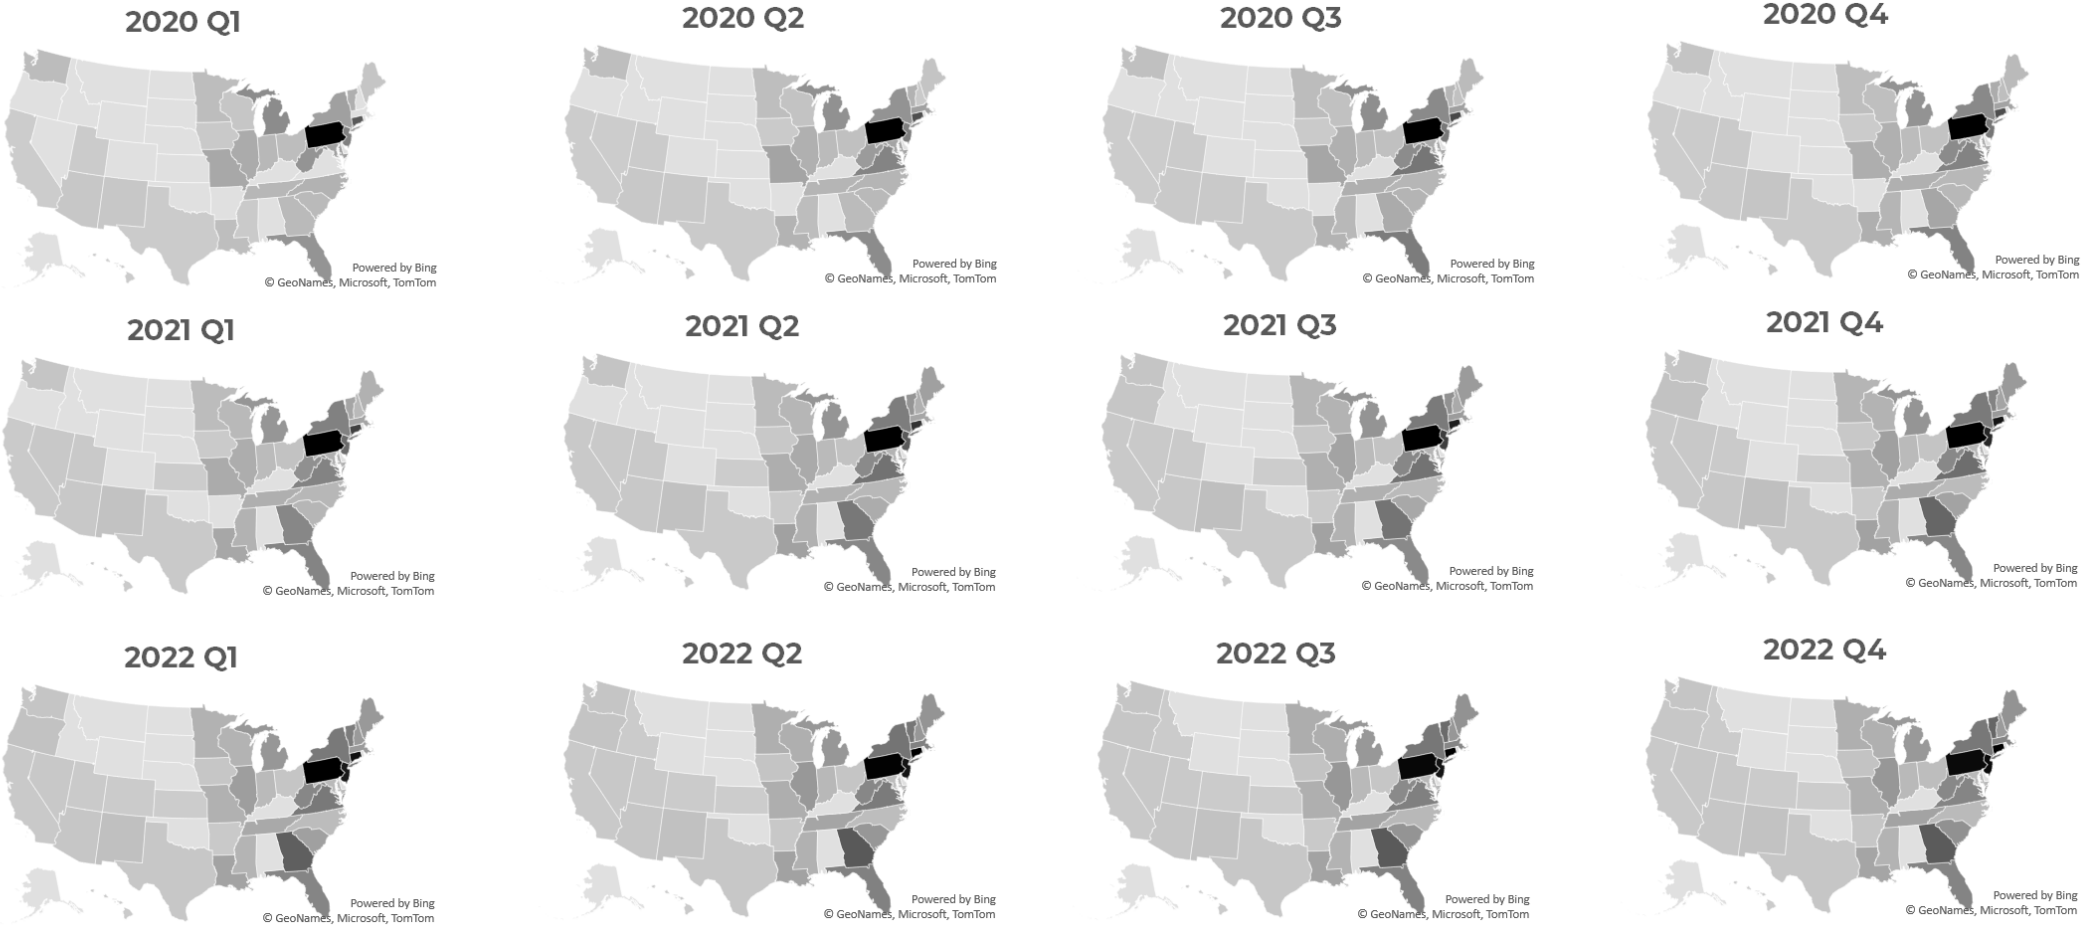 2020 Q1
2020 Q2
2020 Q3
2020 Q4
Powered by Bing
© GeoNames, Microsoft, TomTom
Powered by Bing
© GeoNames, Microsoft, TomTom
Powered by Bing
© GeoNames, Microsoft, TomTom
Powered by Bing
© GeoNames, Microsoft, TomTom
2021 Q1
2021 Q2
2021 Q3
2021 Q4
Powered by Bing
© GeoNames, Microsoft, TomTom
Powered by Bing
© GeoNames, Microsoft, TomTom
Powered by Bing
© GeoNames, Microsoft, TomTom
Powered by Bing
© GeoNames, Microsoft, TomTom
2022 Q1
2022 Q2
2022 Q3
2022 Q4
Powered by Bing
© GeoNames, Microsoft, TomTom
Powered by Bing
© GeoNames, Microsoft, TomTom
Powered by Bing
© GeoNames, Microsoft, TomTom
Powered by Bing
© GeoNames, Microsoft, TomTom